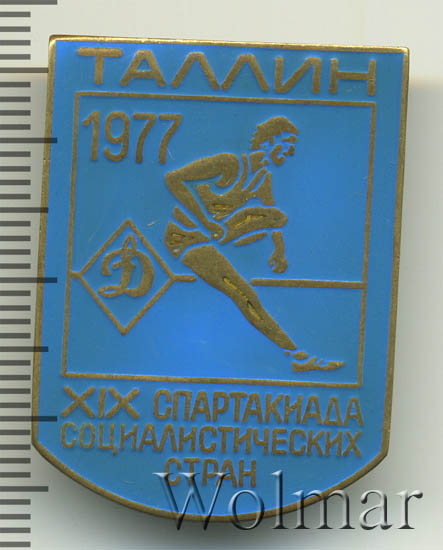 ТАЛЛИН
1977
Д
XIX СПАРТАКИАДА
СОЦИАЛИСТИЧЕСКИХ
СТРАН
Wolmar